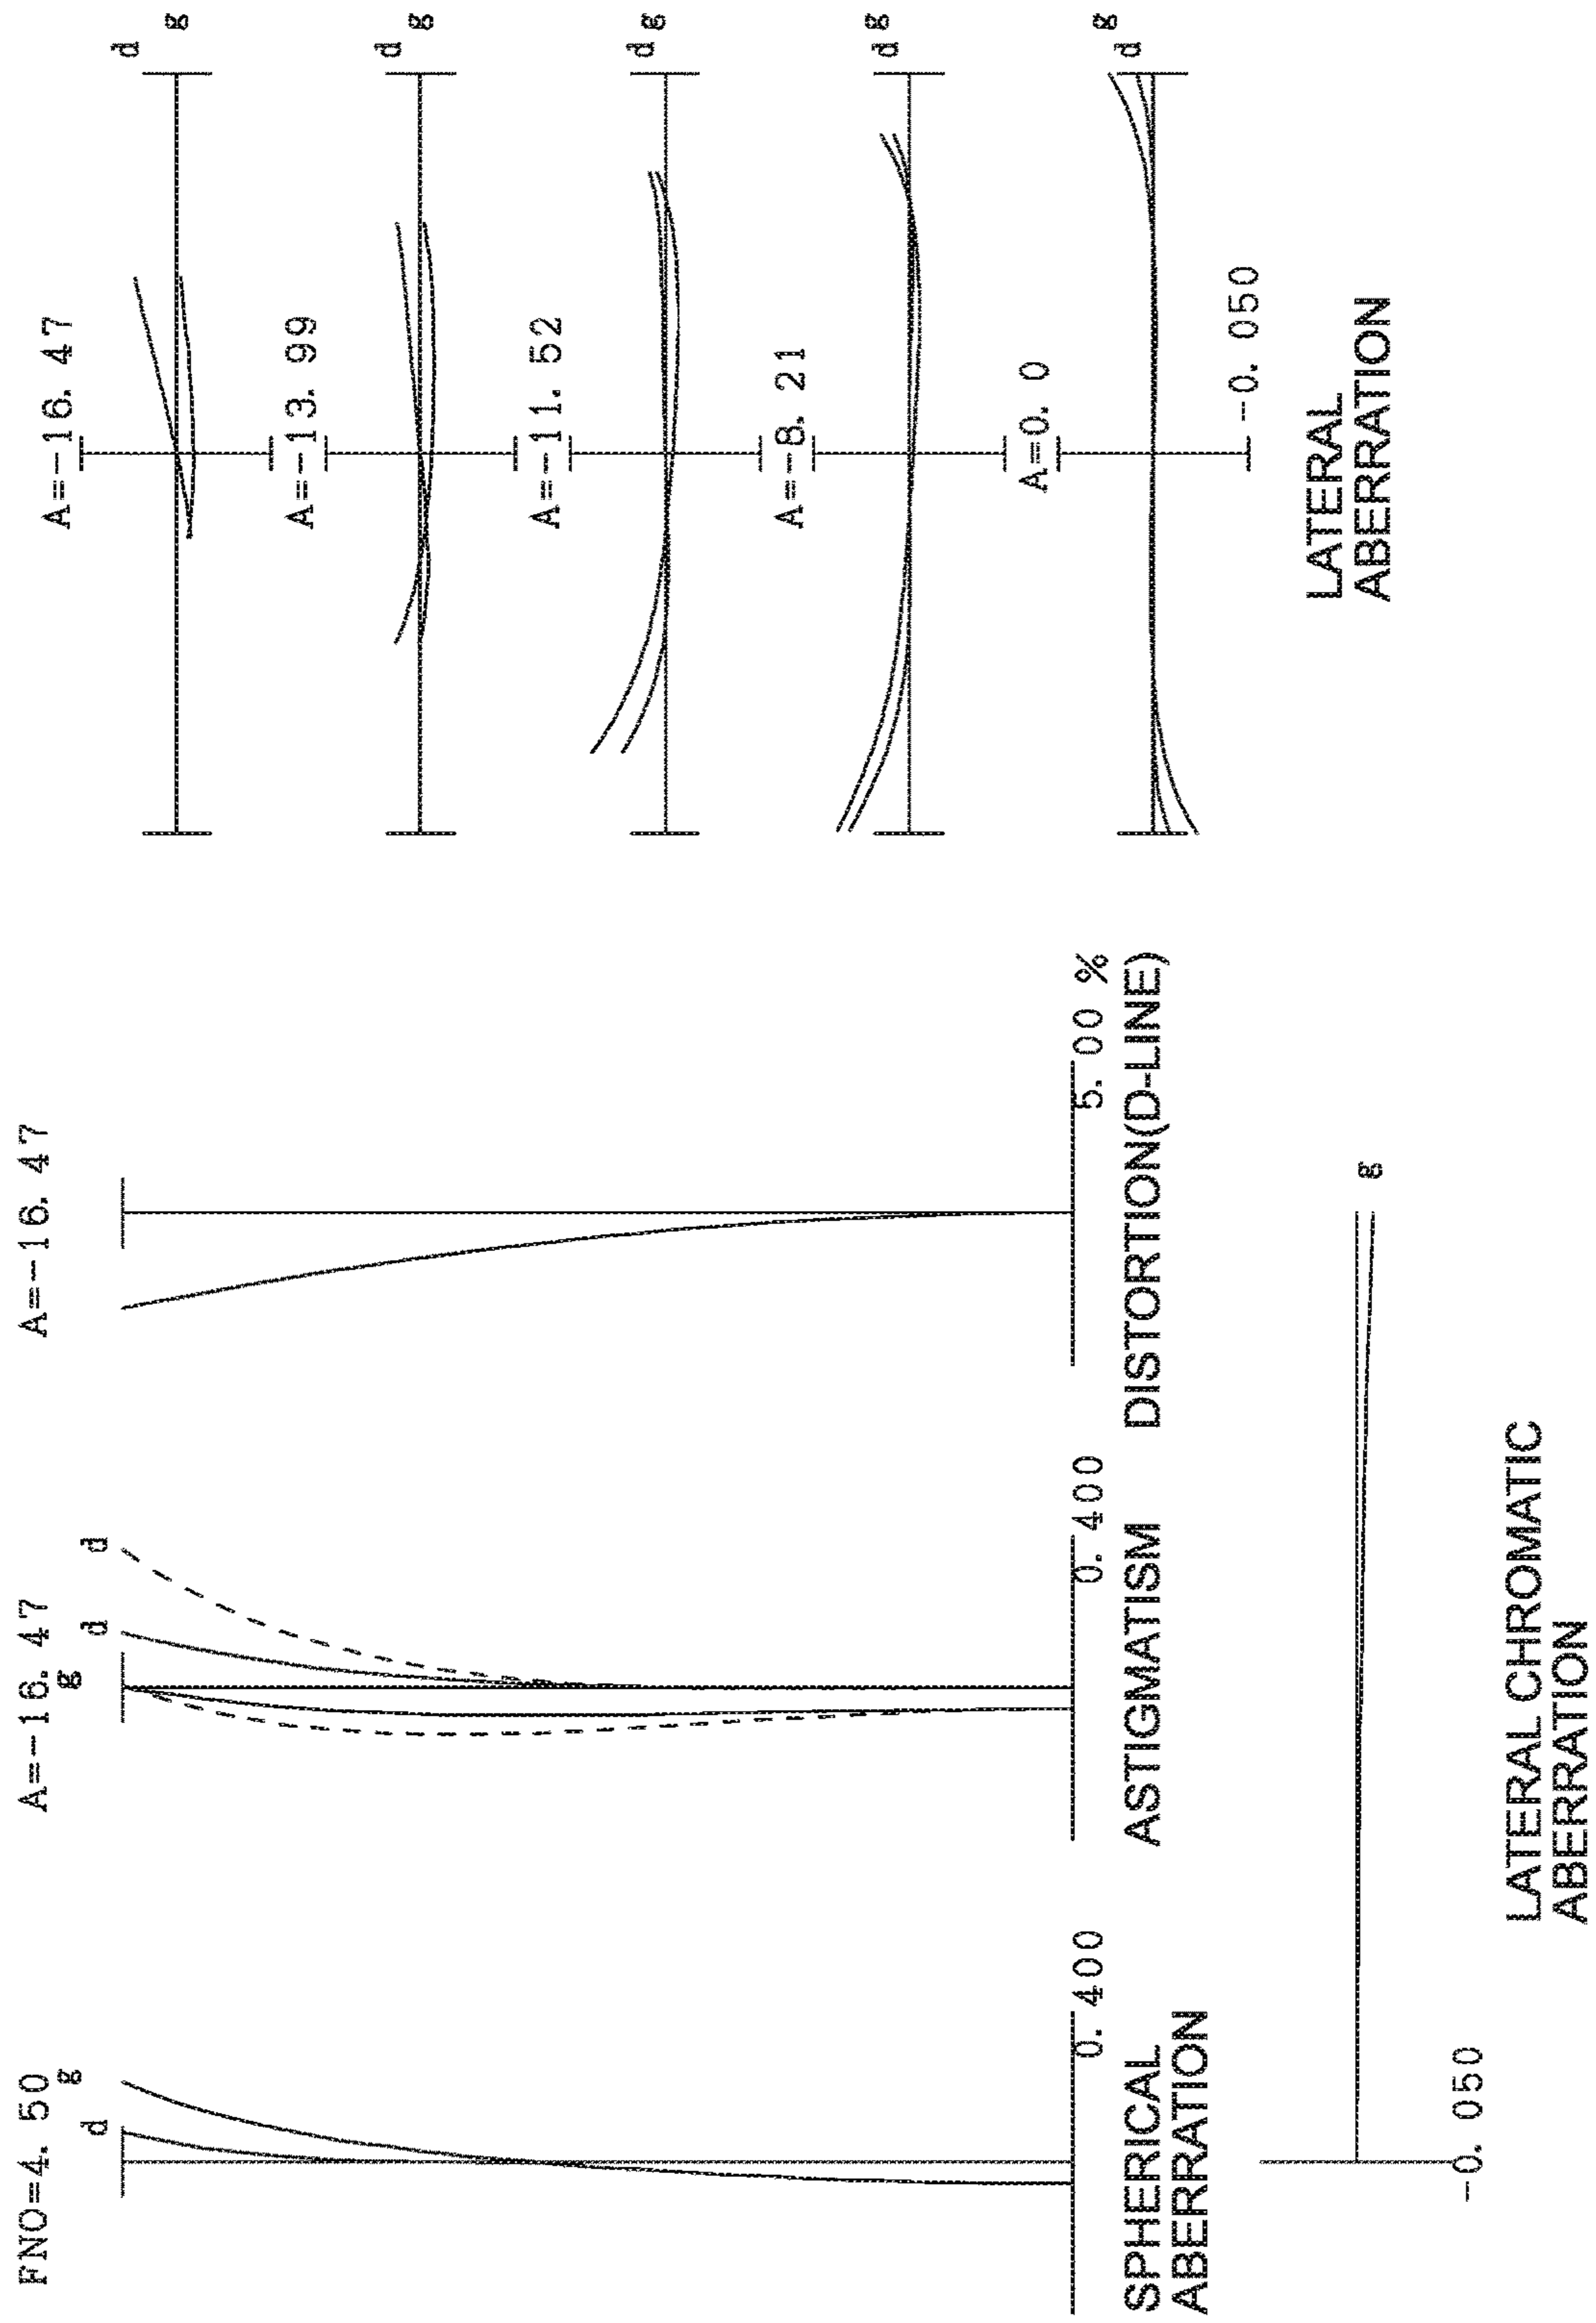 FNO=4. 50
d
g
0. 400
SPHERICAL
ABERRATION
A=-16. 47
g
d
d
0. 400
ASTIGMATISM
A=-16. 47
5. 00 %
DISTORTION(D-LINE)
-0. 050
g
LATERAL CHROMATIC
ABERRATION
A=-16. 47
d
g
A=-13. 99
d
g
A=-11. 52
d
g
A=-8. 21
d
g
A=0. 0
g
d
-0. 050
LATERAL
ABERRATION